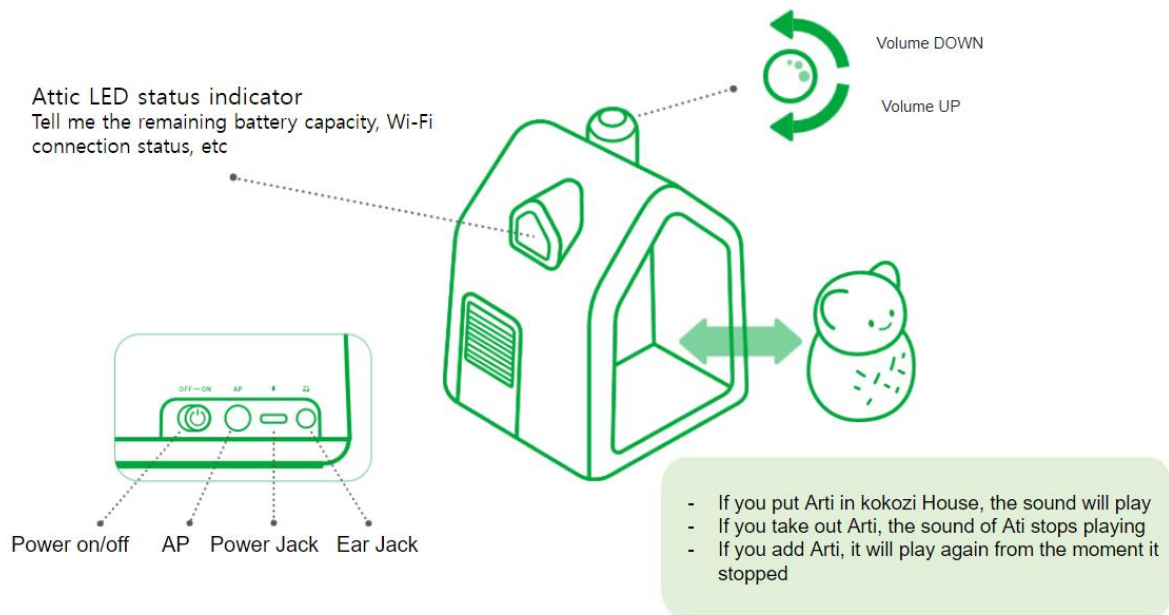 Volume DOWN
Volume UP
Attic LED status indicator
Tell me the remaining battery capacity, Wi-Fi
connection status, etc
OFF — ON AP
Power on/off AP Power Jack Ear Jack
- If you put Arti in kokozi House, the sound will play
- If you take out Arti, the sound of Ati stops playing
- If you add Arti, it will play again from the moment it
stopped